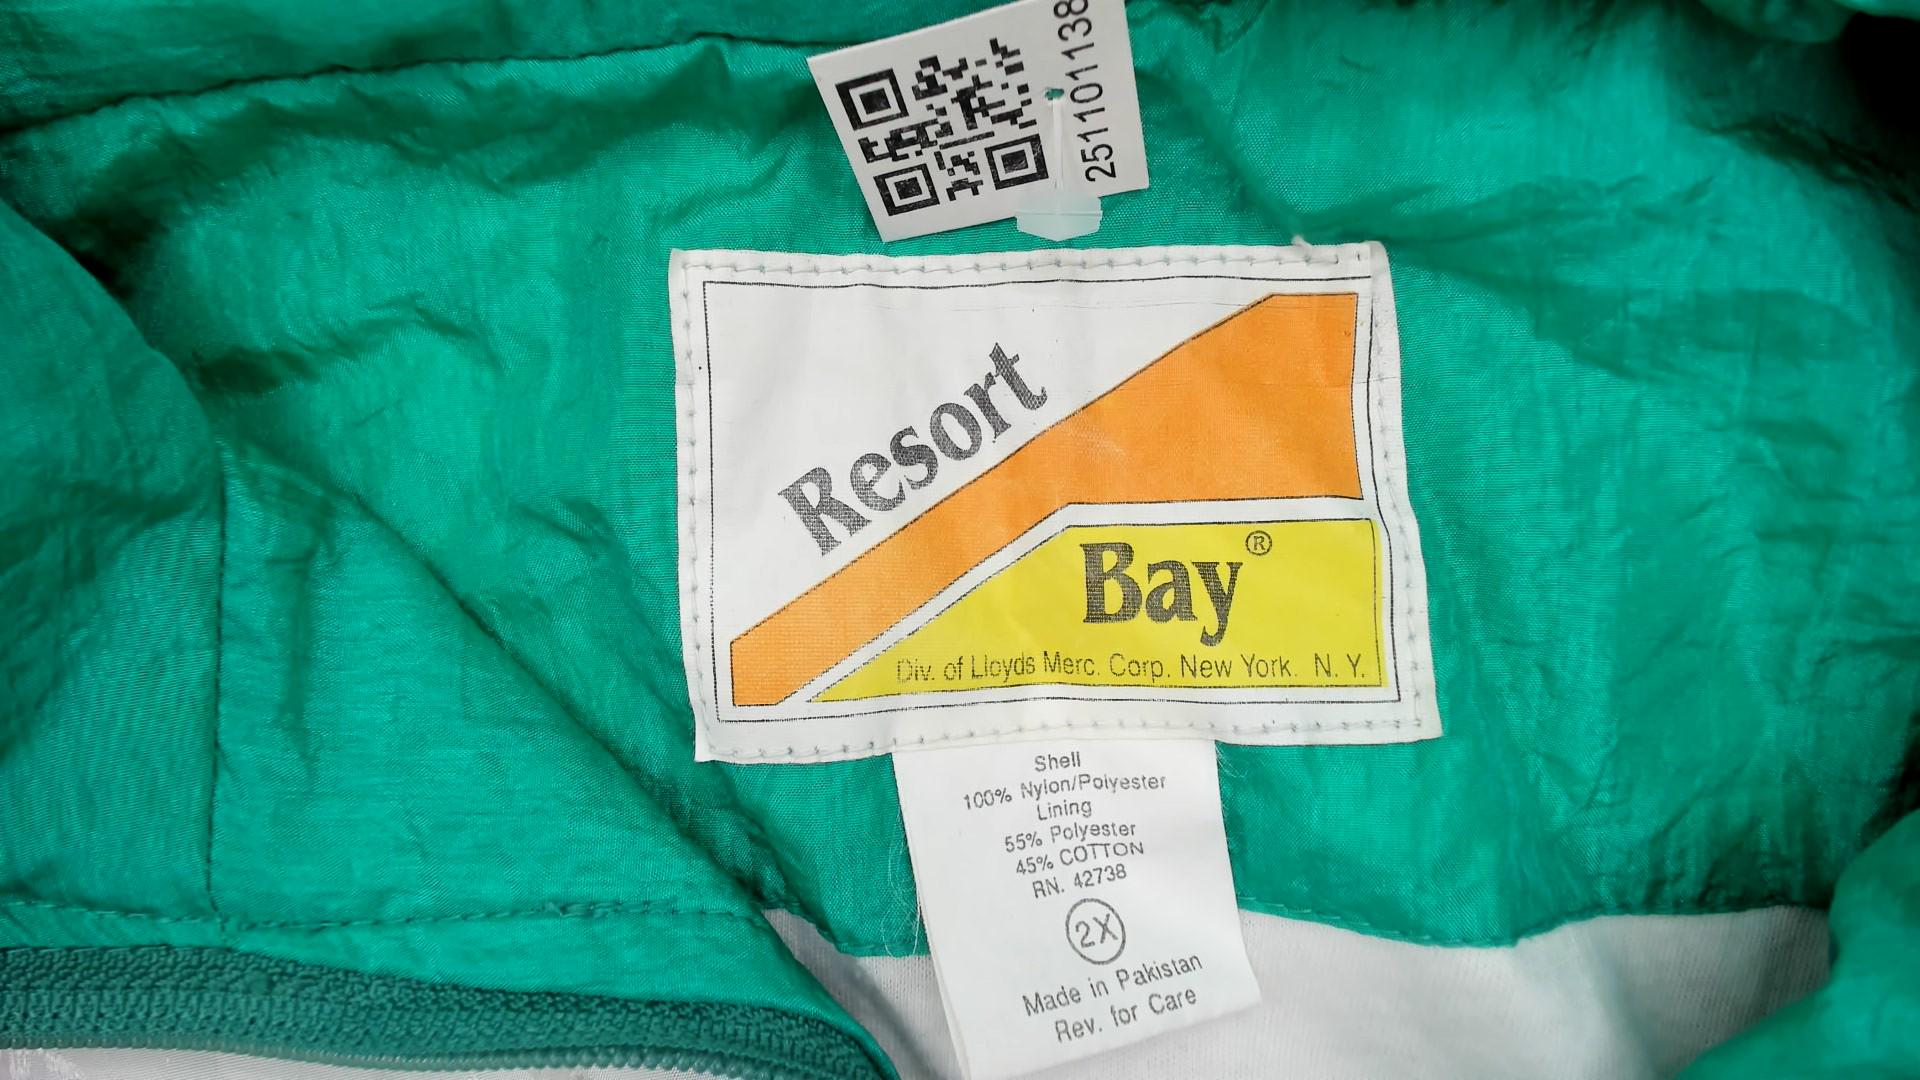 251101138
Resort
Bay®
Div. of Lloyds Merc. Corp. New York. N. Y.
Shell
100% Nylon/Polyester
Lining
55% Polyester
45% COTTON
RN. 42738
2X
Made in Pakistan
Rev. for Care